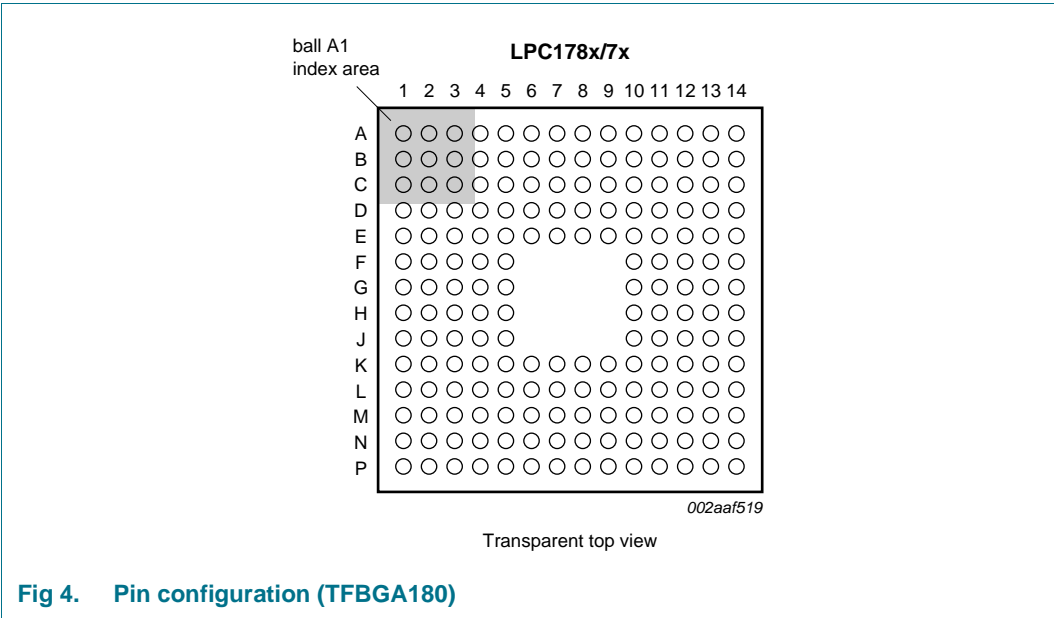 ball A1
index area
LPC178x/7x
1 2 3 4 5 6 7 8 9 10 11 12 13 14
A
B
C
D
E
F
G
H
J
K
L
M
N
P
002aaf519
Transparent top view
Fig 4. Pin configuration (TFBGA180)